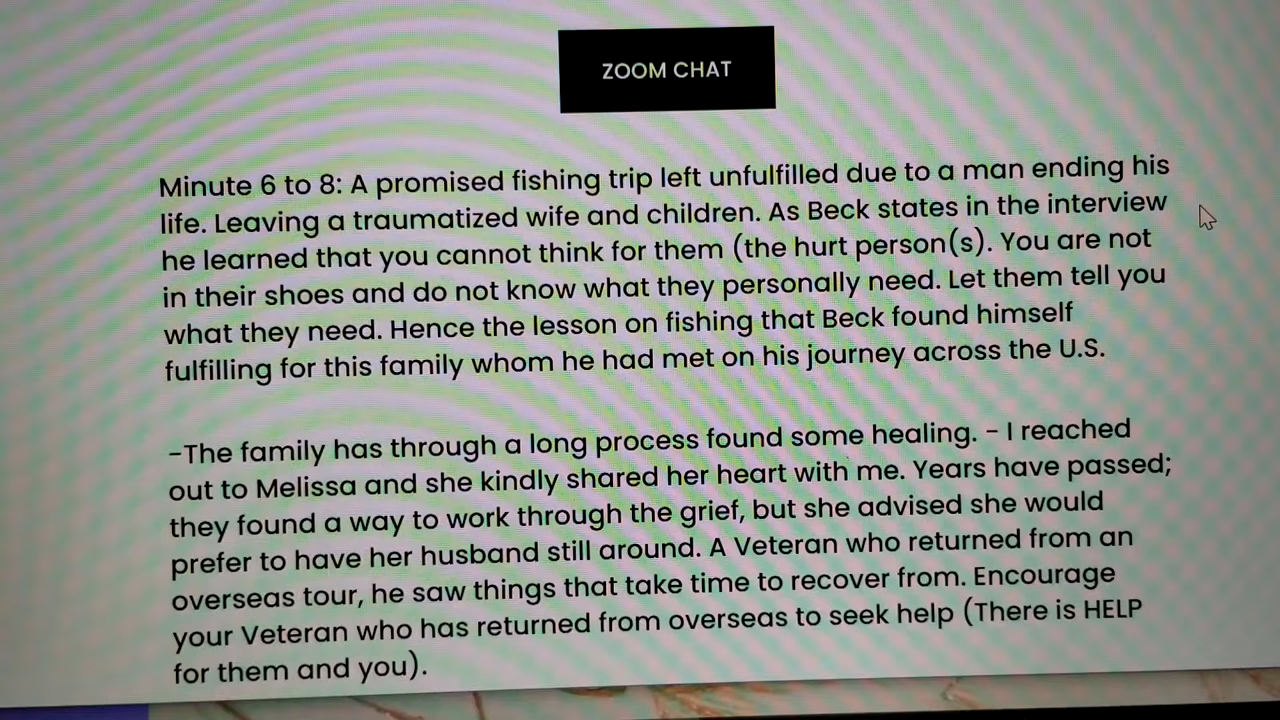 ZOOM CHAT
Minute 6 to 8: A promised fishing trip left unfulfilled due to a man ending his
life. Leaving a traumatized wife and children. As Beck states in the interview
he learned that you cannot think for them (the hurt person(s). You are not
in their shoes and do not know what they personally need. Let them tell you
what they need. Hence the lesson on fishing that Beck found himself
fulfilling for this family whom he had met on his journey across the U.S.
-The family has through a long process found some healing. - I reached
out to Melissa and she kindly shared her heart with me. Years have passed;
they found a way to work through the grief, but she advised she would
prefer to have her husband still around. A Veteran who returned from an
overseas tour, he saw things that take time to recover from. Encourage
your Veteran who has returned from overseas to seek help (There is HELP
for them and you).